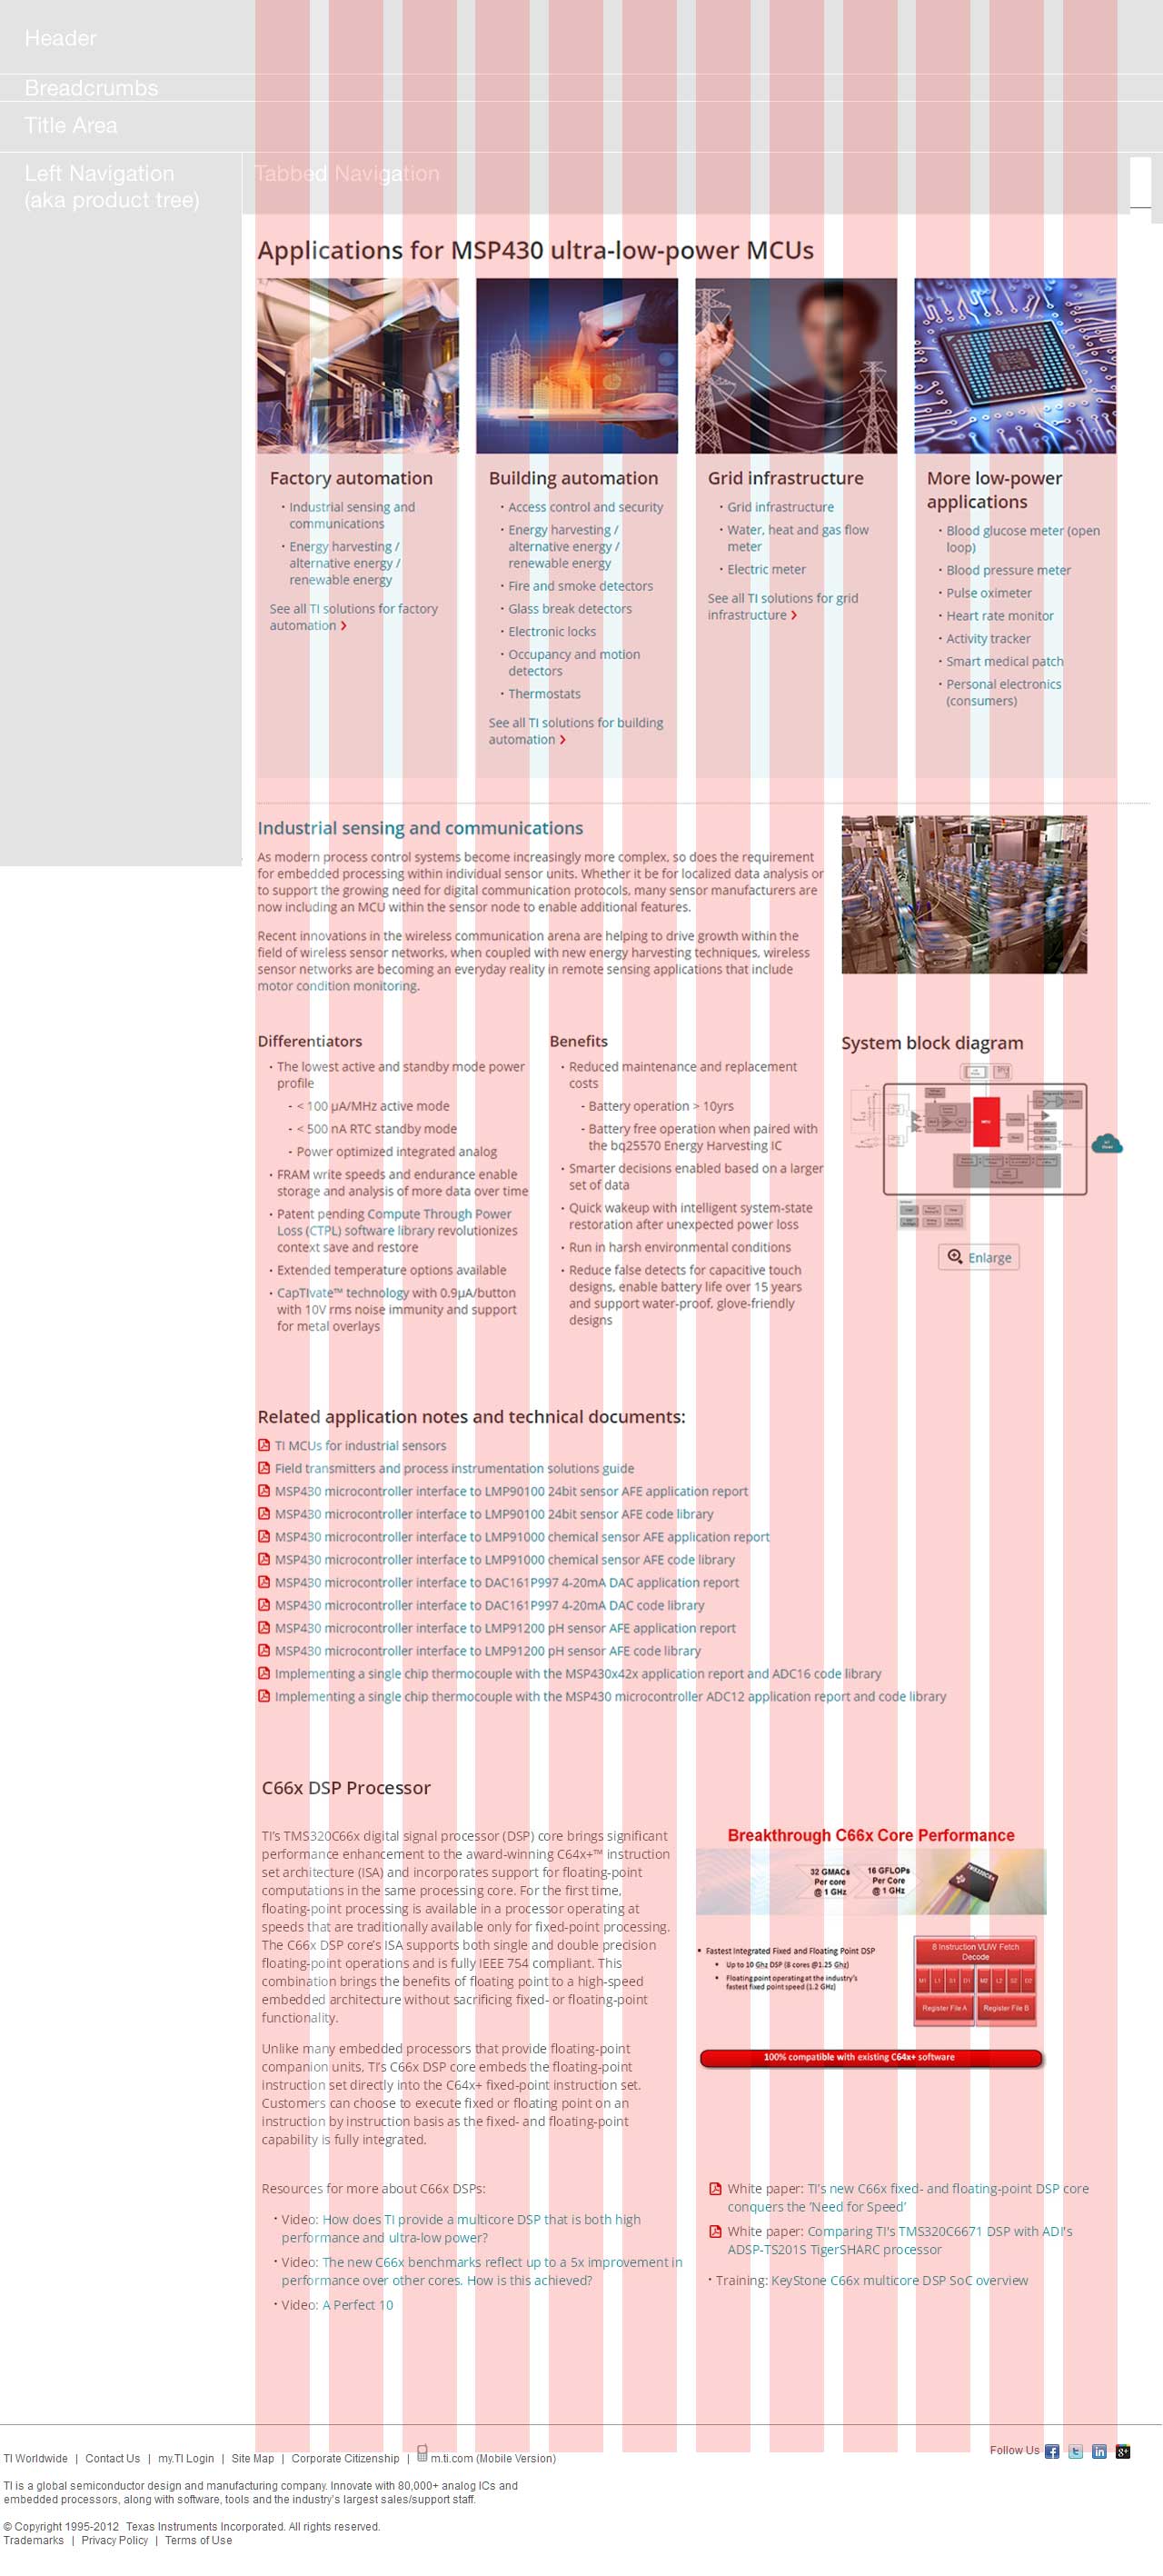 Header
Breadcrumbs
Title Area
Left Navigation
(aka product tree)
Tabbed Navigation
Applications for MSP430 ultra-low-power MCUs
Factory automation
• Industrial sensing and
communications
• Energy harvesting /
alternative energy /
renewable energy
See all TI solutions for factory
automation
Building automation
• Access control and security
• Energy harvesting /
alternative energy /
renewable energy
• Fire and smoke detectors
• Glass break detectors
• Electronic locks
• Occupancy and motion
detectors
• Thermostats
See all TI solutions for building
automation
Grid infrastructure
• Grid infrastructure
• Water, heat and gas flow
meter
• Electric meter
See all TI solutions for grid
infrastructure
More low-power
applications
• Blood glucose meter (open
loop)
• Blood pressure meter
• Pulse oximeter
• Heart rate monitor
• Activity tracker
• Smart medical patch
• Personal electronics
(consumers)
Industrial sensing and communications
As modern process control systems become increasingly more complex, so does the requirement
for embedded processing within individual sensor units. Whether it be for localized data analysis or
to support the growing need for digital communication protocols, many sensor manufacturers are
now including an MCU within the sensor node to enable additional features.
Recent innovations in the wireless communication arena are helping to drive growth within the
field of wireless sensor networks, when coupled with new energy harvesting techniques, wireless
sensor networks are becoming an everyday reality in remote sensing applications that include
motor condition monitoring.
Differentiators
• The lowest active and standby mode power
profile
- < 100 µA/MHz active mode
- < 500 nA RTC standby mode
- Power optimized integrated analog
• FRAM write speeds and endurance enable
storage and analysis of more data over time
• Patent pending Compute Through Power
Loss (CTPL) software library revolutionizes
context save and restore
• Extended temperature options available
• CapTIvate™ technology with 0.9µA/button
with 10V rms noise immunity and support
for metal overlays
Benefits
• Reduced maintenance and replacement
costs
- Battery operation > 10yrs
- Battery free operation when paired with
the bq25570 Energy Harvesting IC
• Smarter decisions enabled based on a larger
set of data
• Quick wakeup with intelligent system-state
restoration after unexpected power loss
• Run in harsh environmental conditions
• Reduce false detects for capacitive touch
designs, enable battery life over 15 years
and support water-proof, glove-friendly
designs
System block diagram
MCU
Enlarge
Related application notes and technical documents:
TI MCUs for industrial sensors
Field transmitters and process instrumentation solutions guide
MSP430 microcontroller interface to LMP90100 24bit sensor AFE application report
MSP430 microcontroller interface to LMP90100 24bit sensor AFE code library
MSP430 microcontroller interface to LMP91000 chemical sensor AFE application report
MSP430 microcontroller interface to LMP91000 chemical sensor AFE code library
MSP430 microcontroller interface to DAC161P997 4-20mA DAC application report
MSP430 microcontroller interface to DAC161P997 4-20mA DAC code library
MSP430 microcontroller interface to LMP91200 pH sensor AFE application report
MSP430 microcontroller interface to LMP91200 pH sensor AFE code library
Implementing a single chip thermocouple with the MSP430x42x application report and ADC16 code library
Implementing a single chip thermocouple with the MSP430 microcontroller ADC12 application report and code library
C66x DSP Processor
TI's TMS320C66x digital signal processor (DSP) core brings significant
performance enhancement to the award-winning C64x+™ instruction
set architecture (ISA) and incorporates support for floating-point
computations in the same processing core. For the first time,
floating-point processing is available in a processor operating at
speeds that are traditionally available only for fixed-point processing.
The C66x DSP core's ISA supports both single and double precision
floating-point operations and is fully IEEE 754 compliant. This
combination brings the benefits of floating point to a high-speed
embedded architecture without sacrificing fixed- or floating-point
functionality.
Unlike many embedded processors that provide floating-point
companion units, TI's C66x DSP core embeds the floating-point
instruction set directly into the C64x+ fixed-point instruction set.
Customers can choose to execute fixed or floating point on an
instruction by instruction basis as the fixed- and floating-point
capability is fully integrated.
Breakthrough C66x Core Performance
32 GMACs
Per core
@ 1 GHz
16 GFLOPs
Per Core
@ 1 GHz
• Fastest Integrated Fixed and Floating Point DSP
• Up to 10 Ghz DSP (8 cores @1.25 Ghz)
• Floating point operating at the industry's
fastest fixed point speed (1.2 GHz)
8 Instruction VLIW Fetch
Decode
M1 L1 S1 D1 M2 L2 S2 D2
Register File A Register File B
100% compatible with existing C64x+ software
Resources for more about C66x DSPs:
• Video: How does TI provide a multicore DSP that is both high
performance and ultra-low power?
• Video: The new C66x benchmarks reflect up to a 5x improvement in
performance over other cores. How is this achieved?
• Video: A Perfect 10
White paper: TI's new C66x fixed- and floating-point DSP core
conquers the 'Need for Speed'
White paper: Comparing TI's TMS320C6671 DSP with ADI's
ADSP-TS201S TigerSHARC processor
• Training: KeyStone C66x multicore DSP SoC overview
TI Worldwide | Contact Us | my.TI Login | Site Map | Corporate Citizenship | m.ti.com (Mobile Version)
Follow Us
TI is a global semiconductor design and manufacturing company. Innovate with 80,000+ analog ICs and
embedded processors, along with software, tools and the industry's largest sales/support staff.
© Copyright 1995-2012 Texas Instruments Incorporated. All rights reserved.
Trademarks | Privacy Policy | Terms of Use